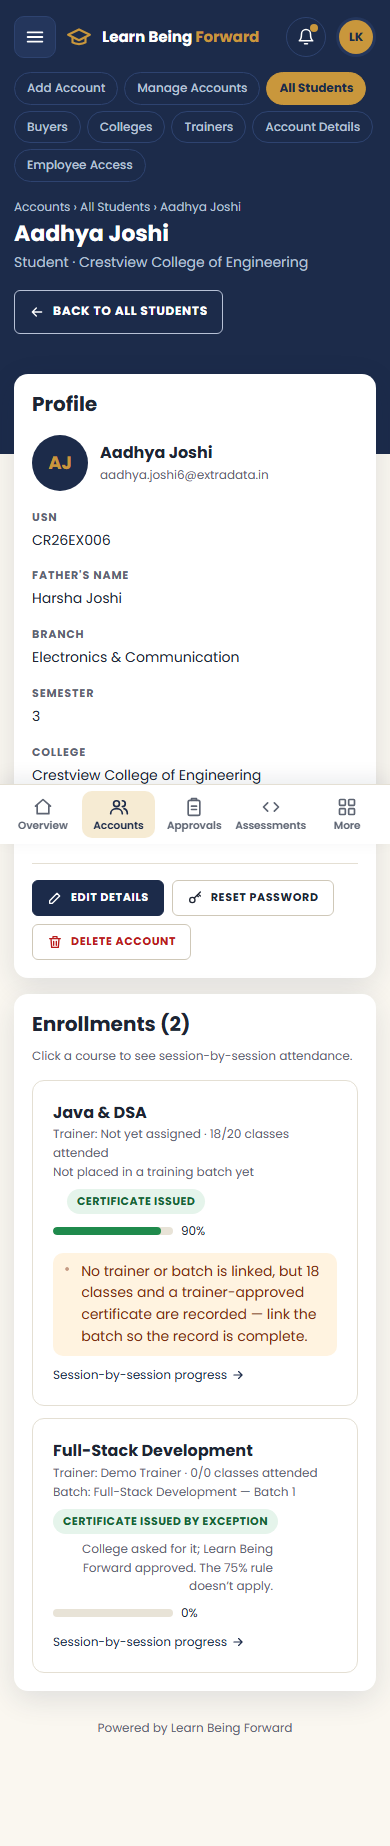 Learn Being Forward
LK
Add Account
Manage Accounts
All Students
Buyers
Colleges
Trainers
Account Details
Employee Access
Accounts › All Students › Aadhya Joshi
Aadhya Joshi
Student · Crestview College of Engineering
← BACK TO ALL STUDENTS
Profile
AJ
Aadhya Joshi
aadhya.joshi6@extradata.in
USN
CR26EX006
FATHER'S NAME
Harsha Joshi
BRANCH
Electronics & Communication
SEMESTER
3
COLLEGE
Crestview College of Engineering
Overview
Accounts
Approvals
Assessments
More
EDIT DETAILS
RESET PASSWORD
DELETE ACCOUNT
Enrollments (2)
Click a course to see session-by-session attendance.
Java & DSA
Trainer: Not yet assigned · 18/20 classes
attended
Not placed in a training batch yet
CERTIFICATE ISSUED
90%
No trainer or batch is linked, but 18
classes and a trainer-approved
certificate are recorded — link the
batch so the record is complete.
Session-by-session progress →
Full-Stack Development
Trainer: Demo Trainer · 0/0 classes attended
Batch: Full-Stack Development — Batch 1
CERTIFICATE ISSUED BY EXCEPTION
College asked for it; Learn Being
Forward approved. The 75% rule
doesn't apply.
0%
Session-by-session progress →
Powered by Learn Being Forward